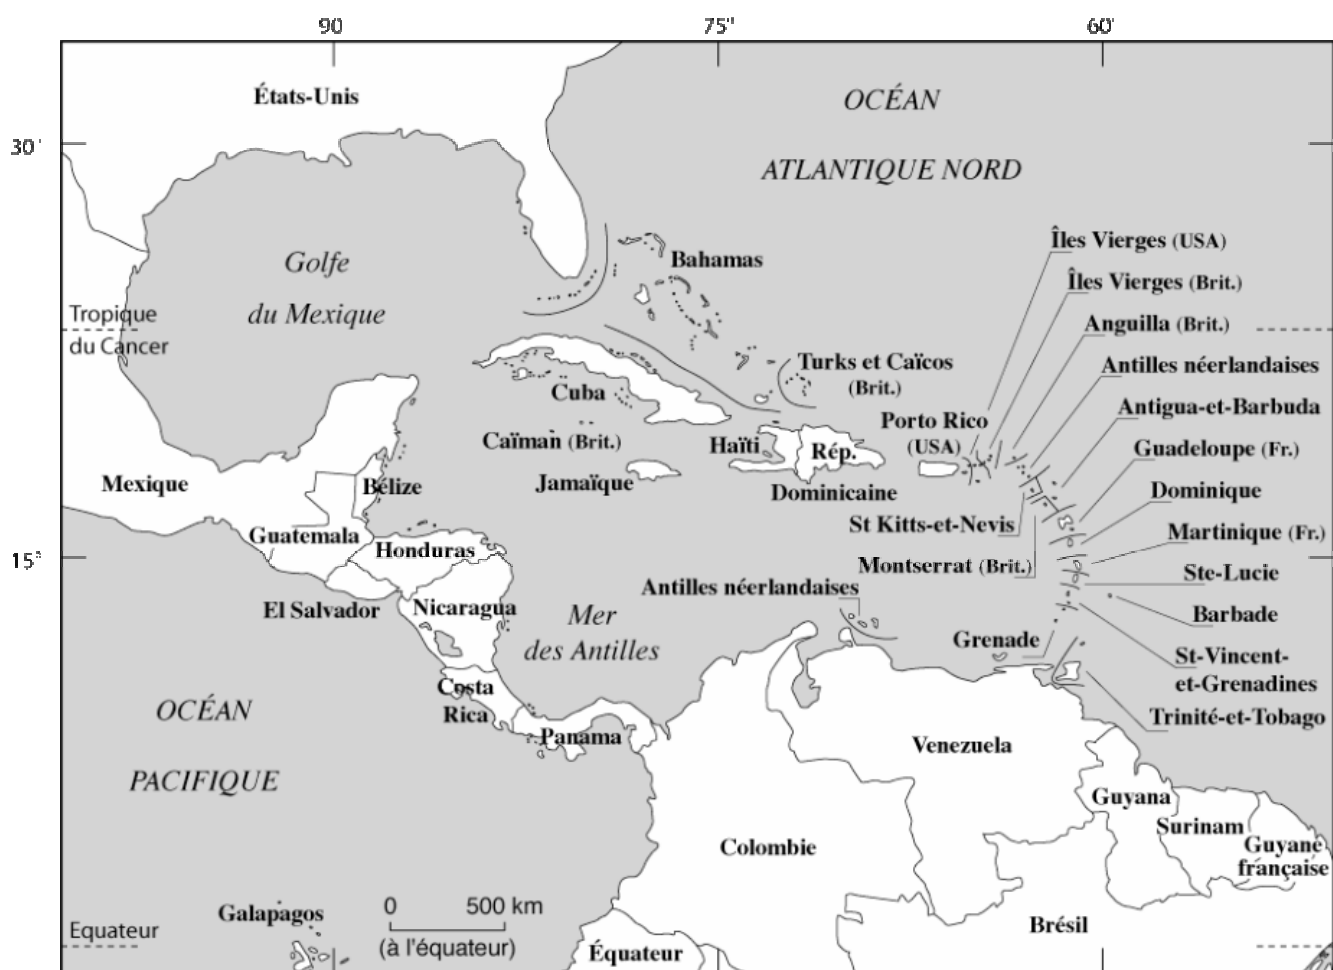 90 75" 60'
États-Unis
OCÉAN
30'
ATLANTIQUE NORD
Îles Vierges (USA)
Golfe
Bahamas
Îles Vierges (Brit.)
du Mexique
Tropique
Anguilla (Brit.)
du Cancer
Turks et Caïcos
(Brit.)
Antilles néerlandaises
Cuba
Antigua-et-Barbuda
Porto Rico
(USA)
Caïman (Brit.)
Haïti
Rép.
Dominicaine
Guadeloupe (Fr.)
Mexique
Bélize
Jamaïque
Dominique
St Kitts-et-Nevis
Guatemala
Honduras
Martinique (Fr.)
15"
Montserrat (Brit.)
Ste-Lucie
Antilles néerlandaises
El Salvador
Nicaragua
Mer
des Antilles
Barbade
Grenade
St-Vincent-
et-Grenadines
Costa
Rica
OCÉAN
Trinité-et-Tobago
Panama
Venezuela
PACIFIQUE
Guyana
Surinam
Colombie
Guyane
française
Galapagos
0 500 km
(à l'équateur)
Equateur
Brésil
Équateur